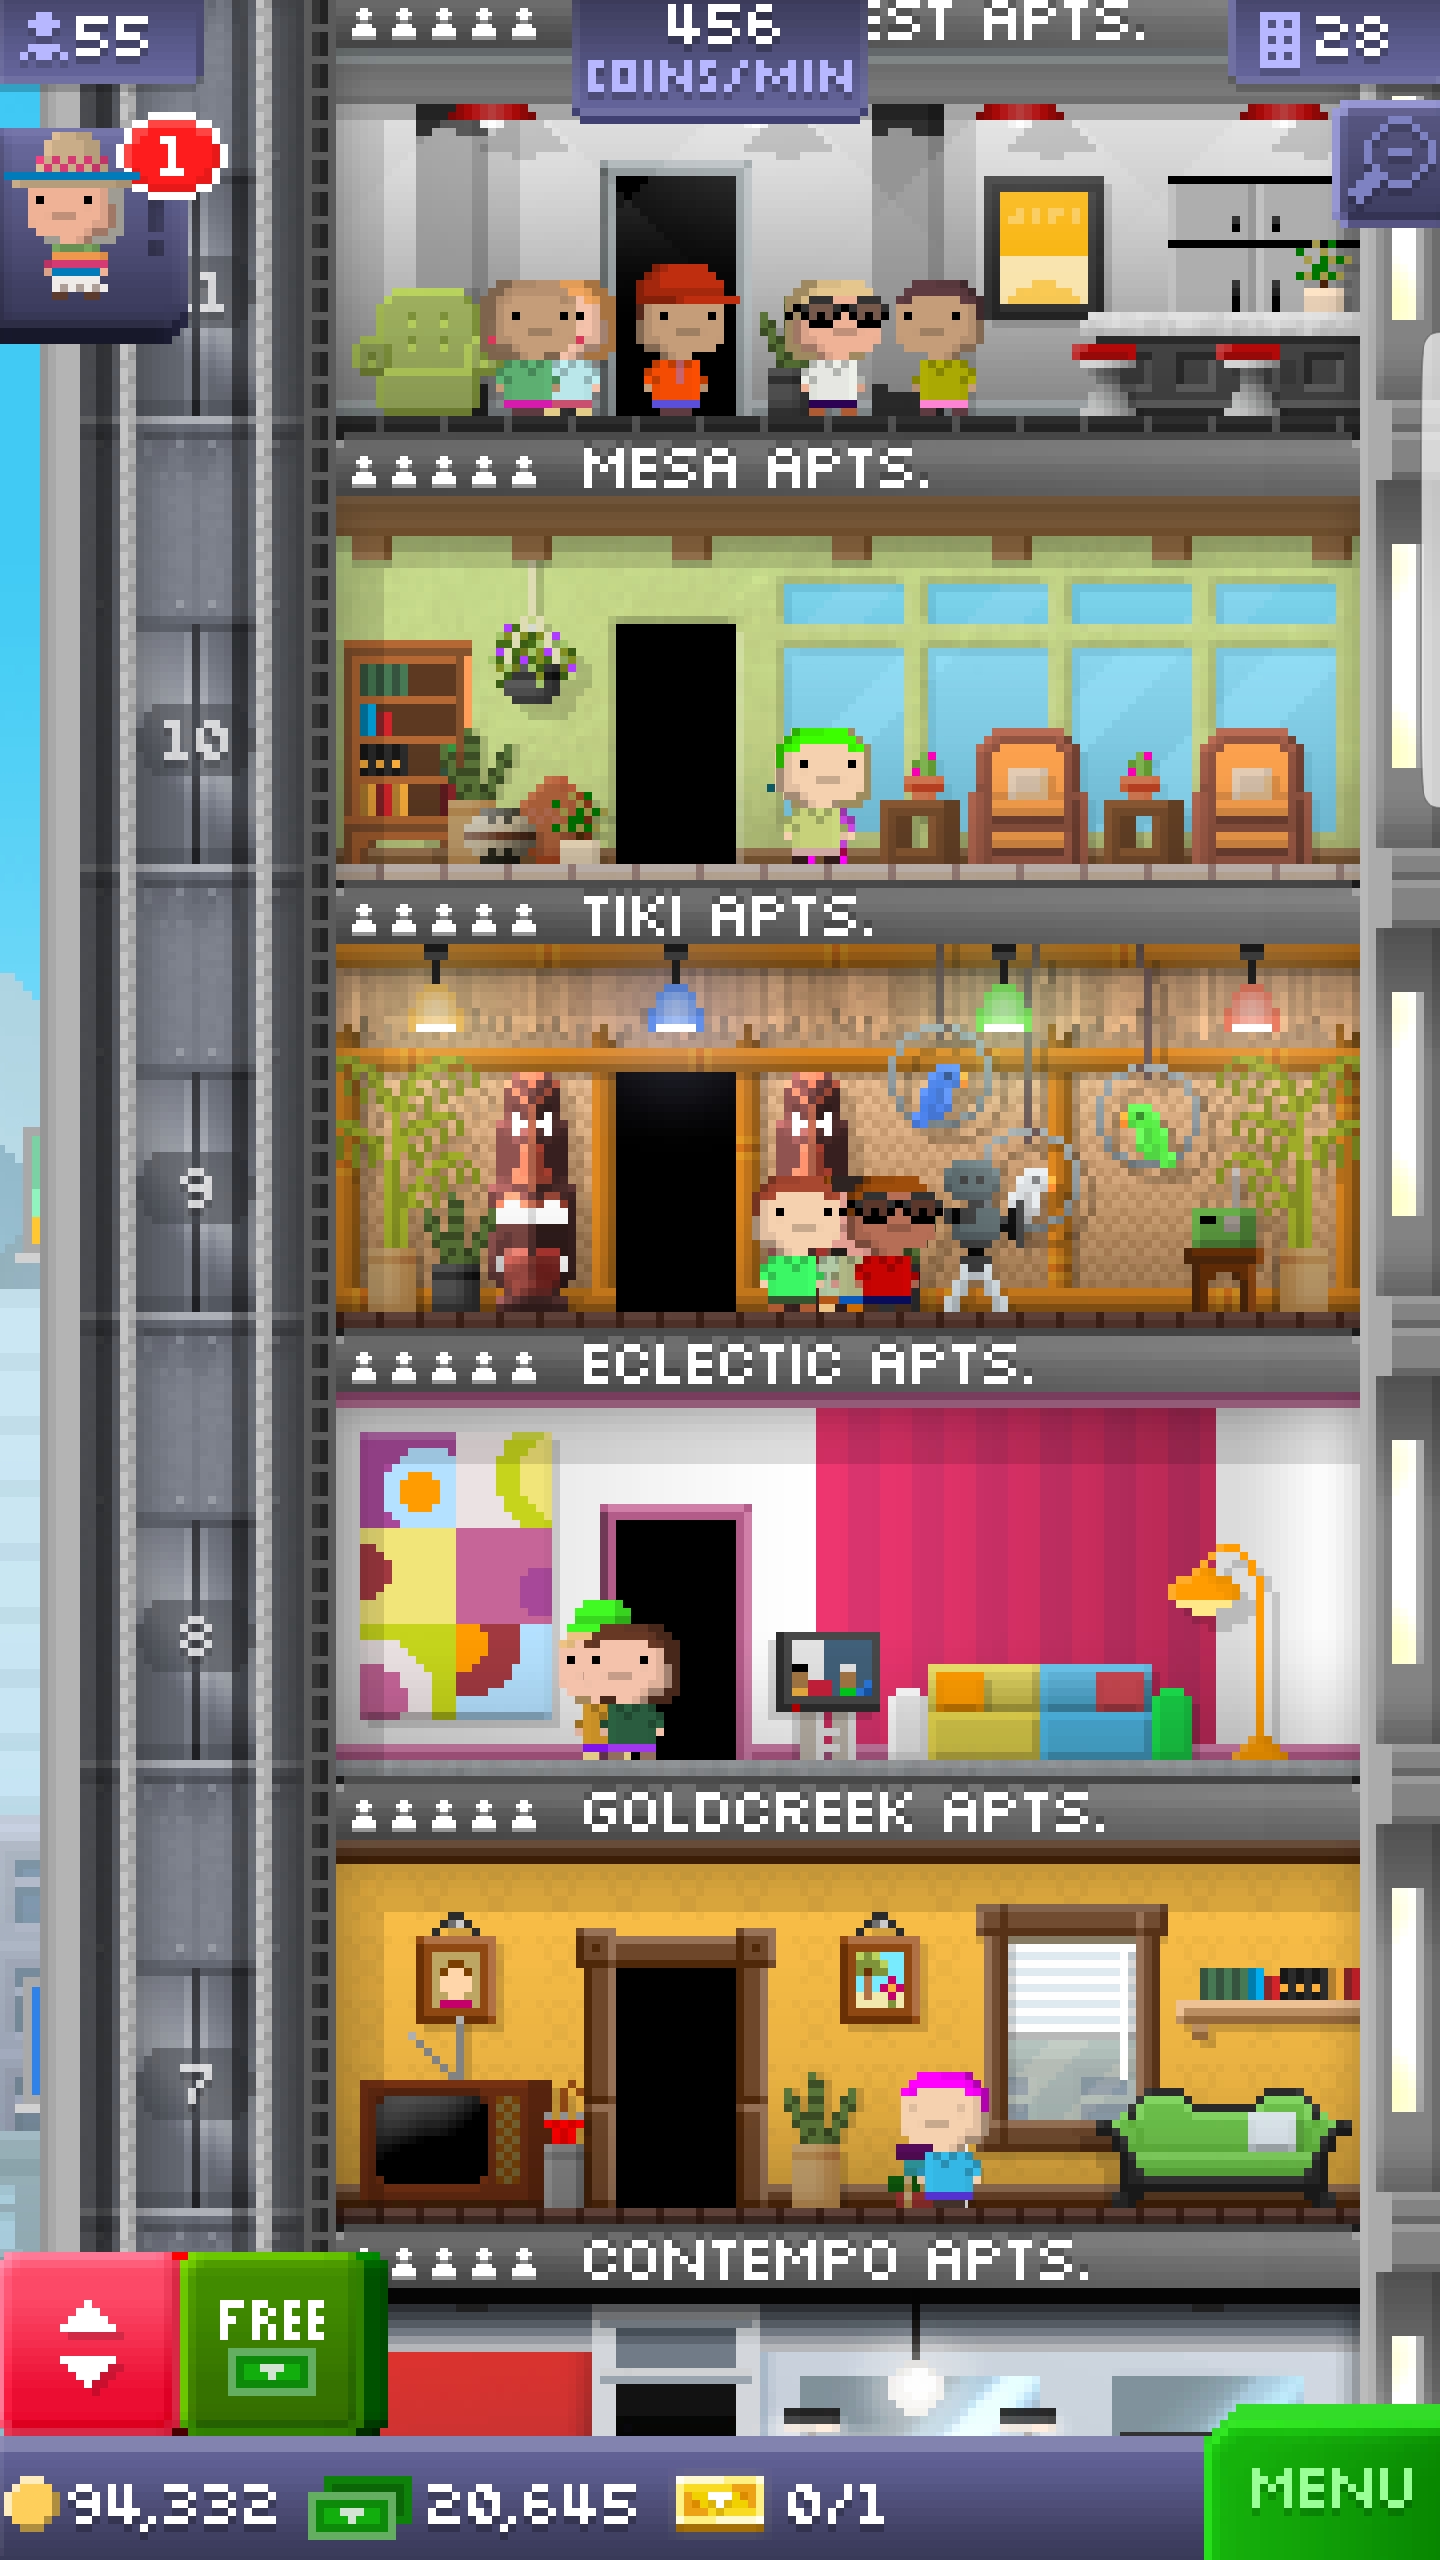 55
456
COINS/MIN
EST APTS.
28
1
1
MESA APTS.
10
TIKI APTS.
9
ECLECTIC APTS.
8
GOLDCREEK APTS.
7
CONTEMPO APTS.
FREE
94,332
20,645
0/1
MENU